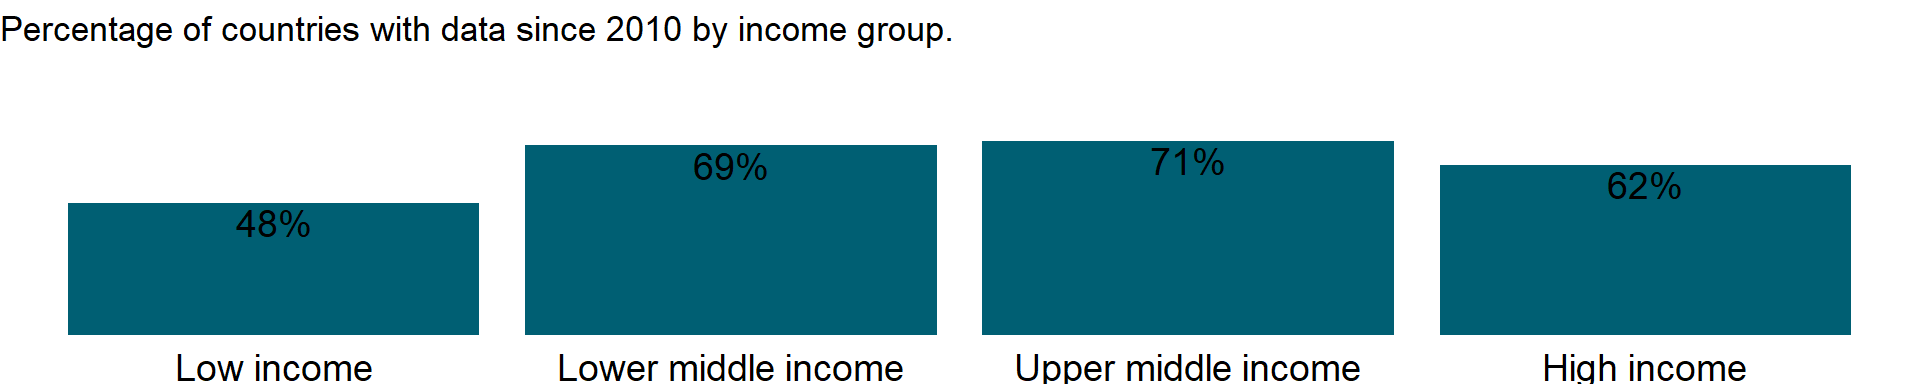 Percentage of countries with data since 2010 by income group.
48%
69%
71%
62%
Low income
Lower middle income
Upper middle income
High income